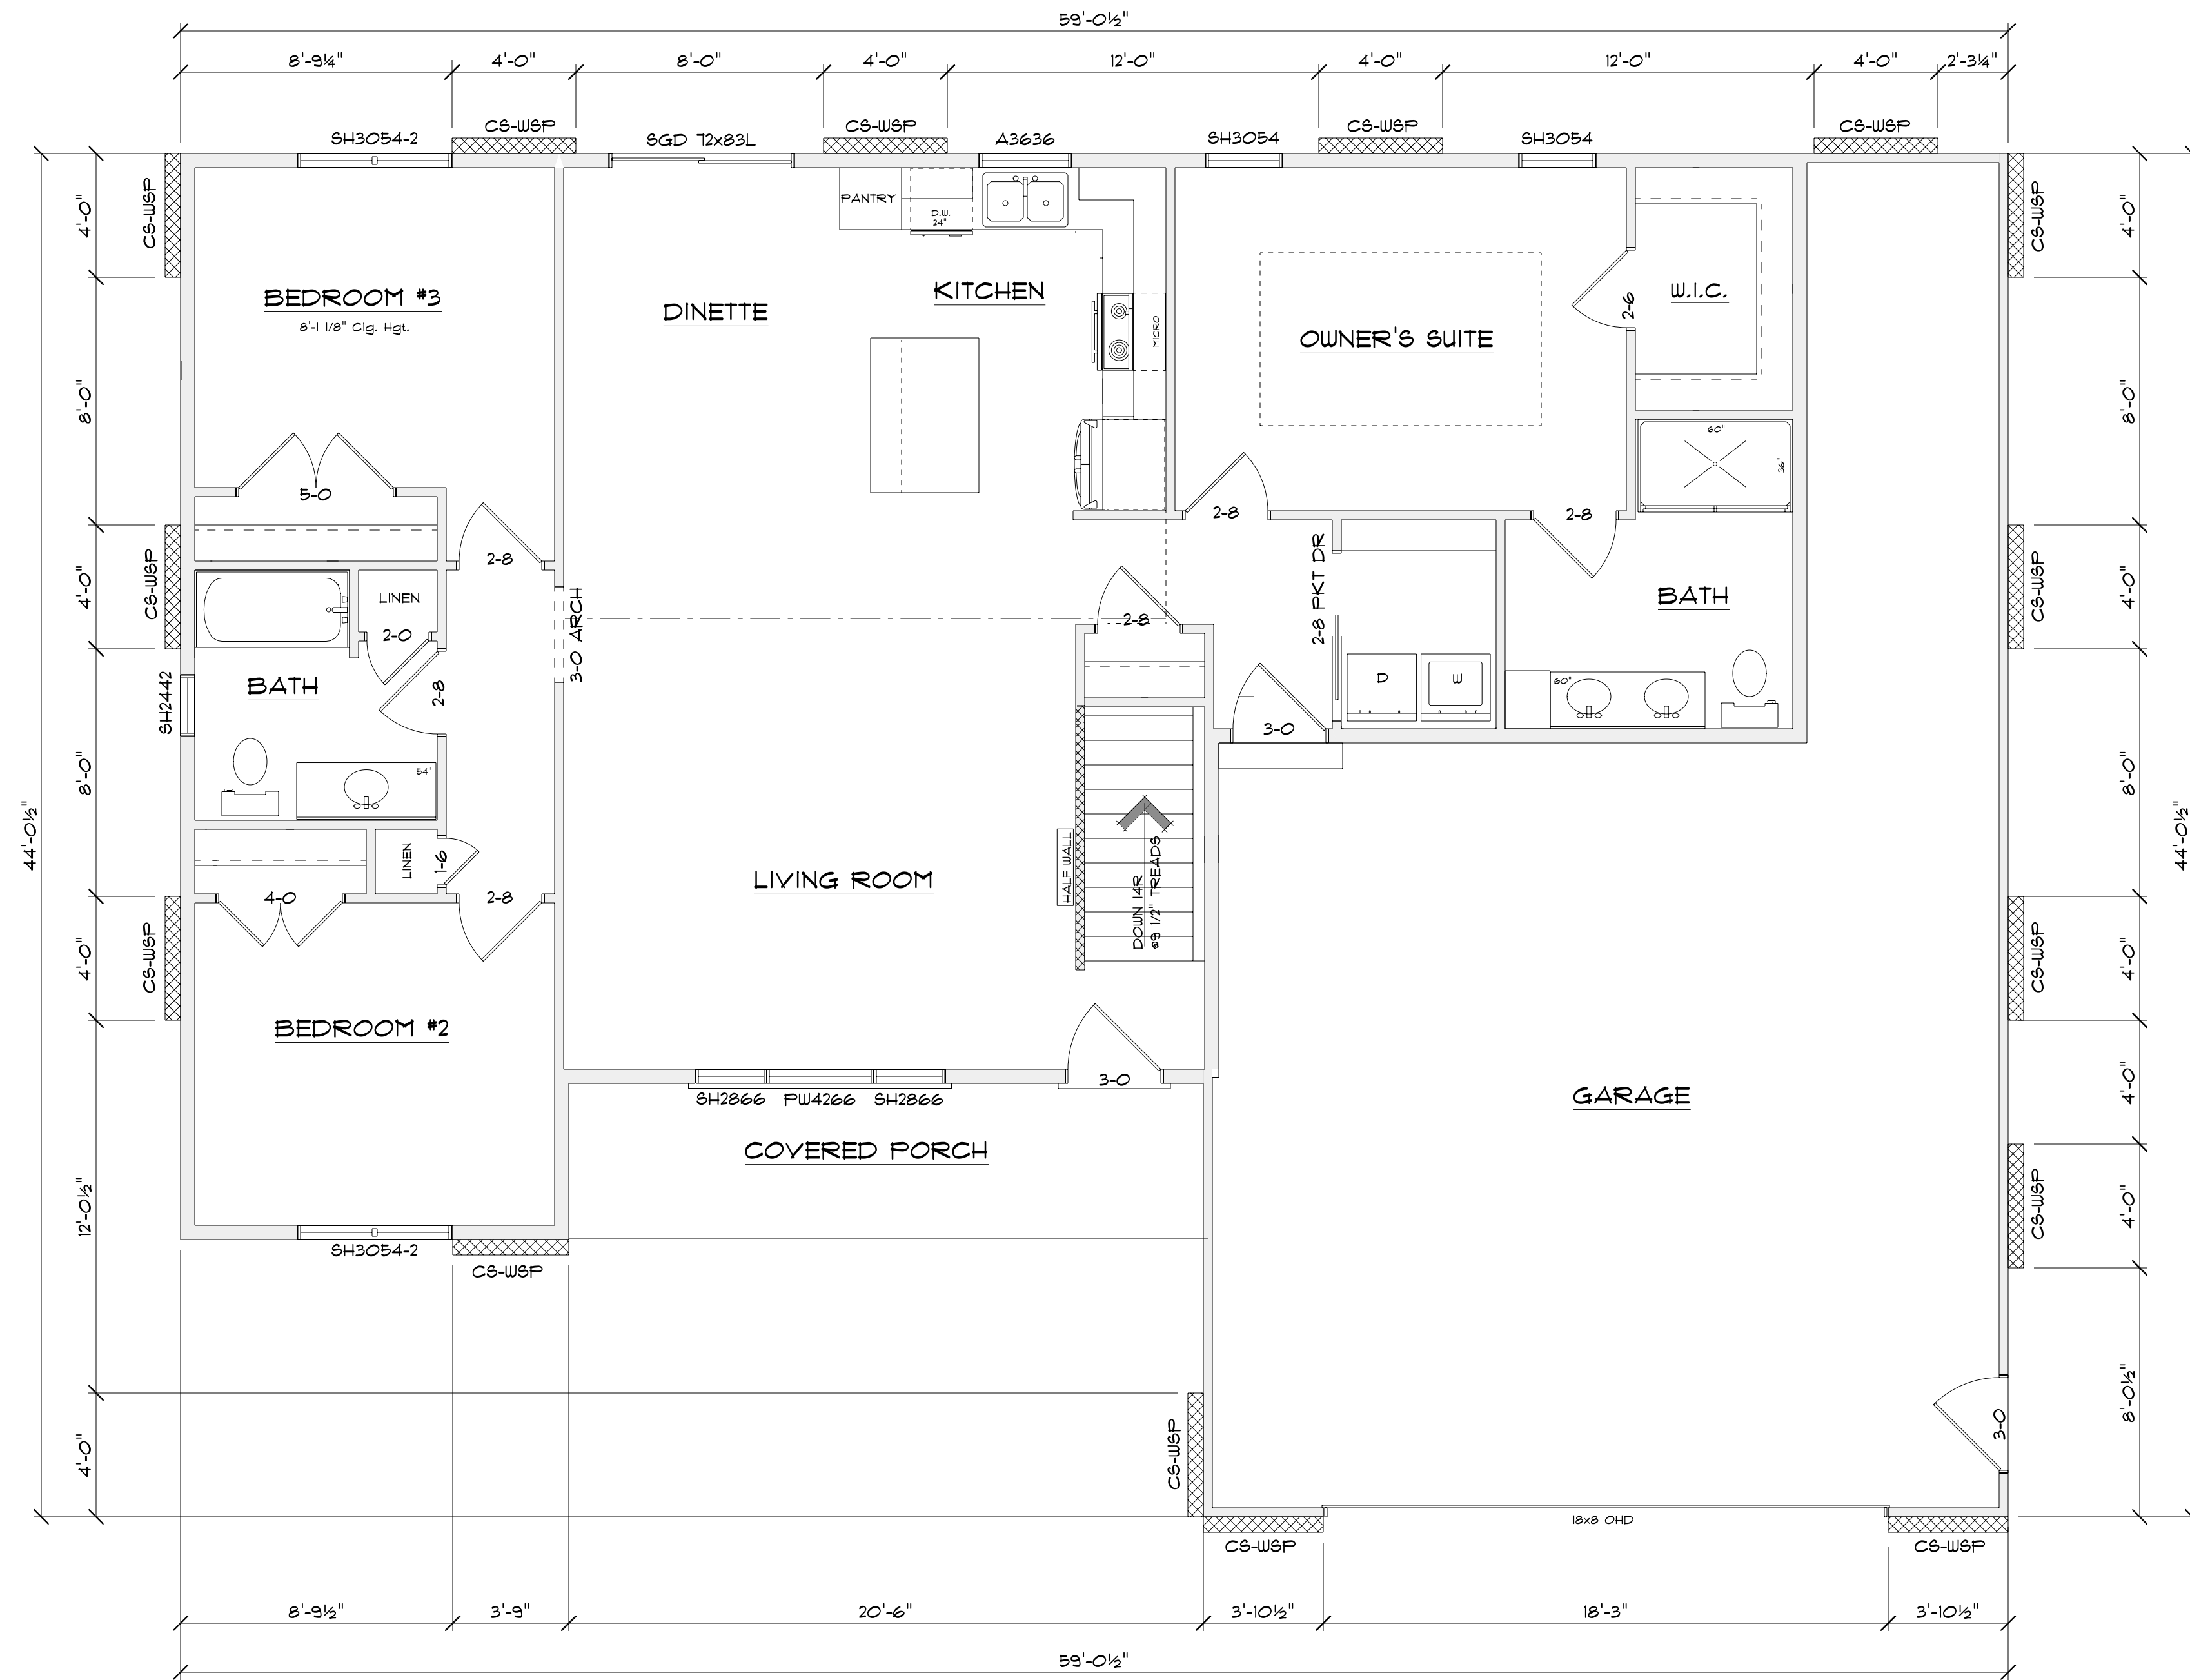 59'-0½"
8'-9¼"
4'-0"
8'-0"
4'-0"
12'-0"
4'-0"
12'-0"
4'-0"
2'-3¼"
SH3054-2
CS-WSP
SGD 72x83L
CS-WSP
A3636
SH3054
CS-WSP
SH3054
CS-WSP
44'-0½"
4'-0"
8'-0"
4'-0"
8'-0"
4'-0"
12'-0½"
4'-0"
CS-WSP
CS-WSP
SH2442
CS-WSP
BEDROOM #3
8'-1 1/8" Clg. Hgt.
5-0
2-8
LINEN
2-0
BATH
2-8
54"
4-0
LINEN
1-6
2-8
BEDROOM #2
SH3054-2
CS-WSP
3-0 ARCH
DINETTE
PANTRY
D.W.
24"
KITCHEN
MICRO
LIVING ROOM
2-8
HALF WALL
DOWN 14R
@9 1/2" TREADS
3-0
SH2866
PW4266
SH2866
COVERED PORCH
OWNER'S SUITE
2-6
W.I.C.
60"
36"
2-8
2-8
2-8 PKT DR
D
W
BATH
60"
3-0
GARAGE
3-0
18x8 OHD
CS-WSP
CS-WSP
CS-WSP
CS-WSP
CS-WSP
CS-WSP
CS-WSP
4'-0"
8'-0"
4'-0"
8'-0"
4'-0"
4'-0"
4'-0"
8'-0½"
44'-0½"
8'-9½"
3'-9"
20'-6"
3'-10½"
18'-3"
3'-10½"
59'-0½"